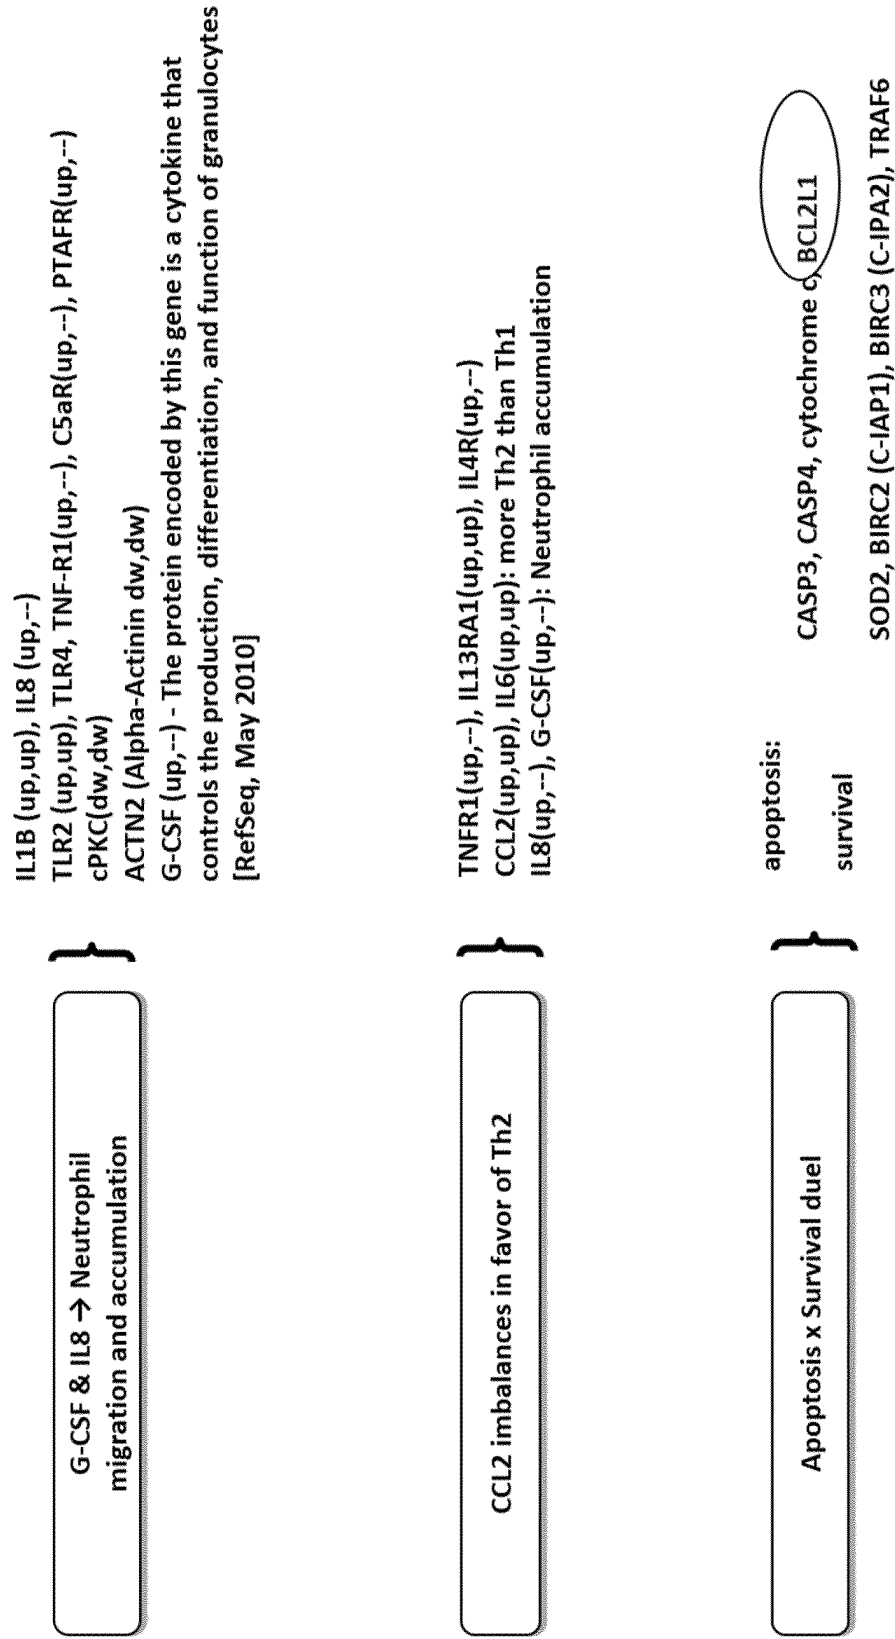 G-CSF & IL8 → Neutrophil
migration and accumulation
IL1B (up,up), IL8 (up,--)
TLR2 (up,up), TLR4, TNF-R1(up,--), C5aR(up,--), PTAFR(up,--)
cPKC(dw,dw)
ACTN2 (Alpha-Actinin dw,dw)
G-CSF (up,--) - The protein encoded by this gene is a cytokine that
controls the production, differentiation, and function of granulocytes
[RefSeq, May 2010]
CCL2 imbalances in favor of Th2
TNFR1(up,--), IL13RA1(up,up), IL4R(up,--)
CCL2(up,up), IL6(up,up): more Th2 than Th1
IL8(up,--), G-CSF(up,--): Neutrophil accumulation
Apoptosis x Survival duel
apoptosis:
CASP3, CASP4, cytochrome c, BCL2L1
survival
SOD2, BIRC2 (C-IAP1), BIRC3 (C-IPA2), TRAF6